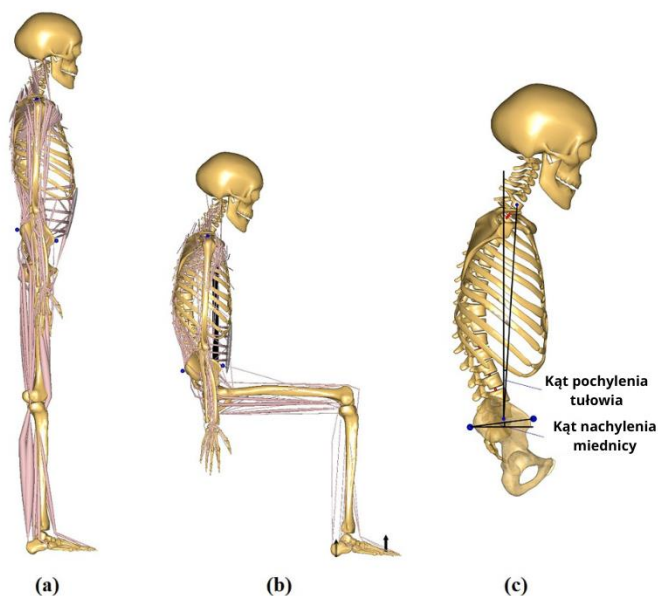 Kąt pochylenia
tułowia
Kąt nachylenia
miednicy
(a)
(b)
(c)